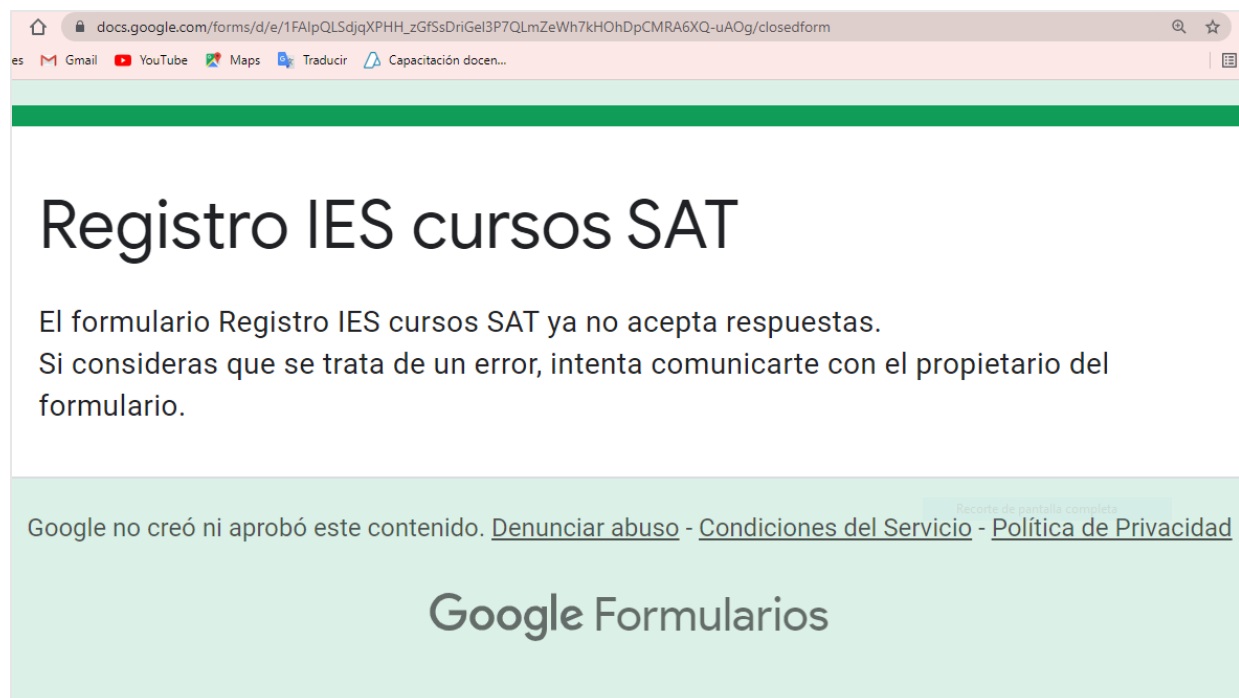 docs.google.com/forms/d/e/1FAIpQLSdjqXPHH_zGfSsDriGeI3P7QLmZeWh7kHOhDpCMRA6XQ-uAOg/closedform
es Gmail YouTube Maps Traducir Capacitación docen...
Registro IES cursos SAT
El formulario Registro IES cursos SAT ya no acepta respuestas.
Si consideras que se trata de un error, intenta comunicarte con el propietario del
formulario.
Recorte de pantalla completa
Google no creó ni aprobó este contenido. Denunciar abuso - Condiciones del Servicio - Política de Privacidad
Google Formularios